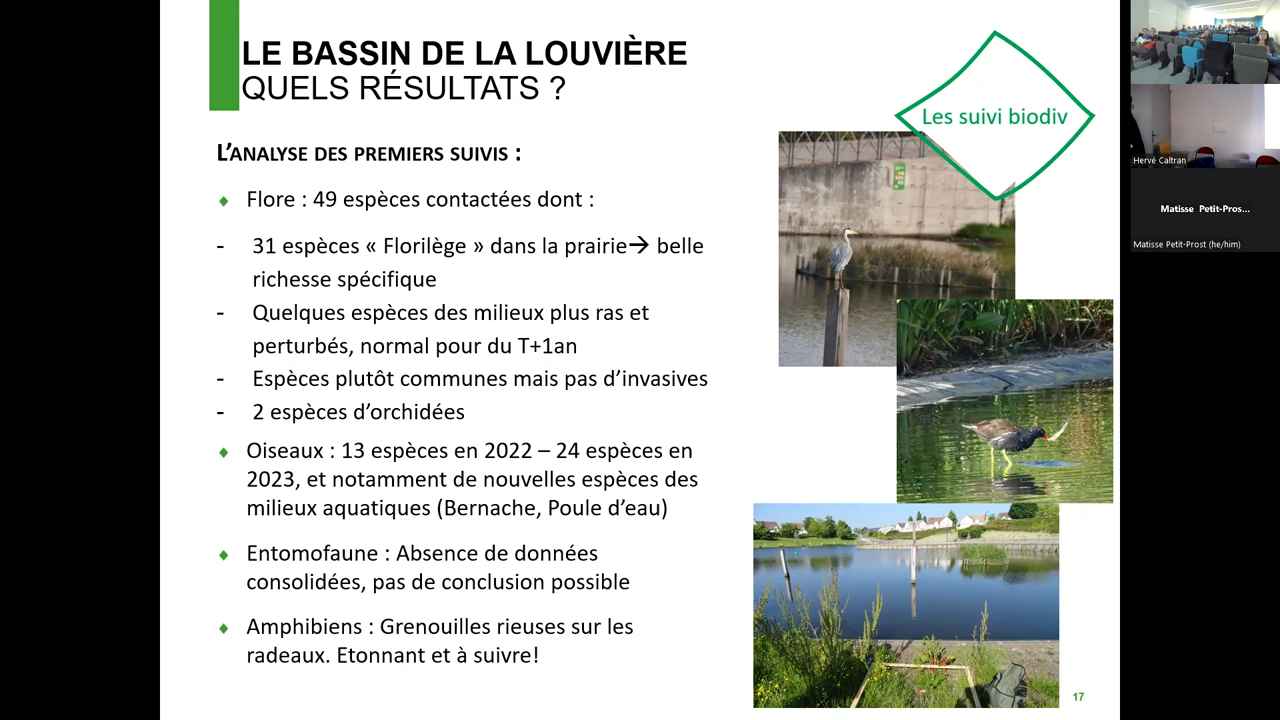 LE BASSIN DE LA LOUVIÈRE
QUELS RÉSULTATS ?
Les suivi biodiv
L'ANALYSE DES PREMIERS SUIVIS :
Flore : 49 espèces contactées dont :
- 31 espèces « Florilège » dans la prairie→ belle
richesse spécifique
- Quelques espèces des milieux plus ras et
perturbés, normal pour du T+1an
- Espèces plutôt communes mais pas d'invasives
- 2 espèces d'orchidées
Oiseaux : 13 espèces en 2022 – 24 espèces en
2023, et notamment de nouvelles espèces des
milieux aquatiques (Bernache, Poule d'eau)
Entomofaune : Absence de données
consolidées, pas de conclusion possible
Amphibiens : Grenouilles rieuses sur les
radeaux. Etonnant et à suivre!
17
Hervé Caltran
Matisse Petit-Pros...
Matisse Petit-Prost (he/him)